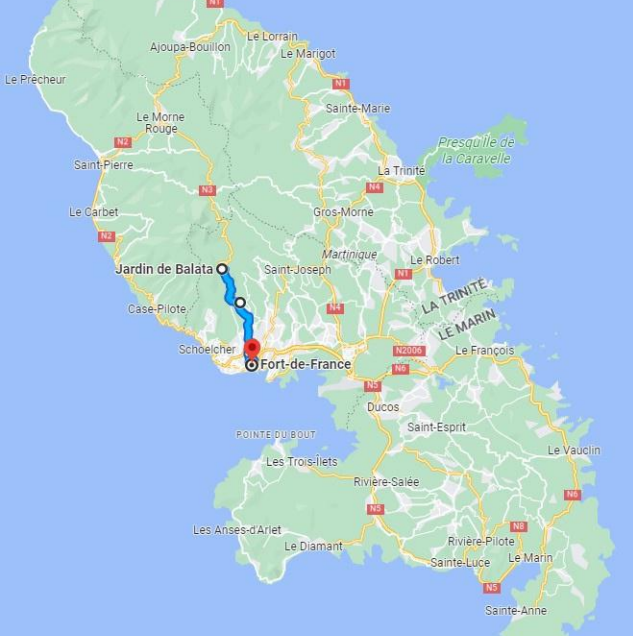 N1
Le Lorrain
Ajoupa-Bouillon
Le Marigot
Le Prêcheur
N1
Sainte-Marie
Le Morne
Rouge
N2
Presqu'Île de
la Caravelle
Saint-Pierre
La Trinité
N3
N4
Le Carbet
Gros-Morne
N2
Martinique
Le Robert
Jardin de Balata
Saint-Joseph
N1
LA TRINITÉ
LE MARIN
Case-Pilote
N4
Schoelcher
N2006
Le François
Fort-de-France
N6
N5
Ducos
Saint-Esprit
POINTE DU BOUT
Le Vauclin
Les Trois-Îlets
Rivière-Salée
N6
N5
Les Anses-d'Arlet
N8
Le Diamant
Rivière-Pilote
Le Marin
Sainte-Luce
N5
Sainte-Anne